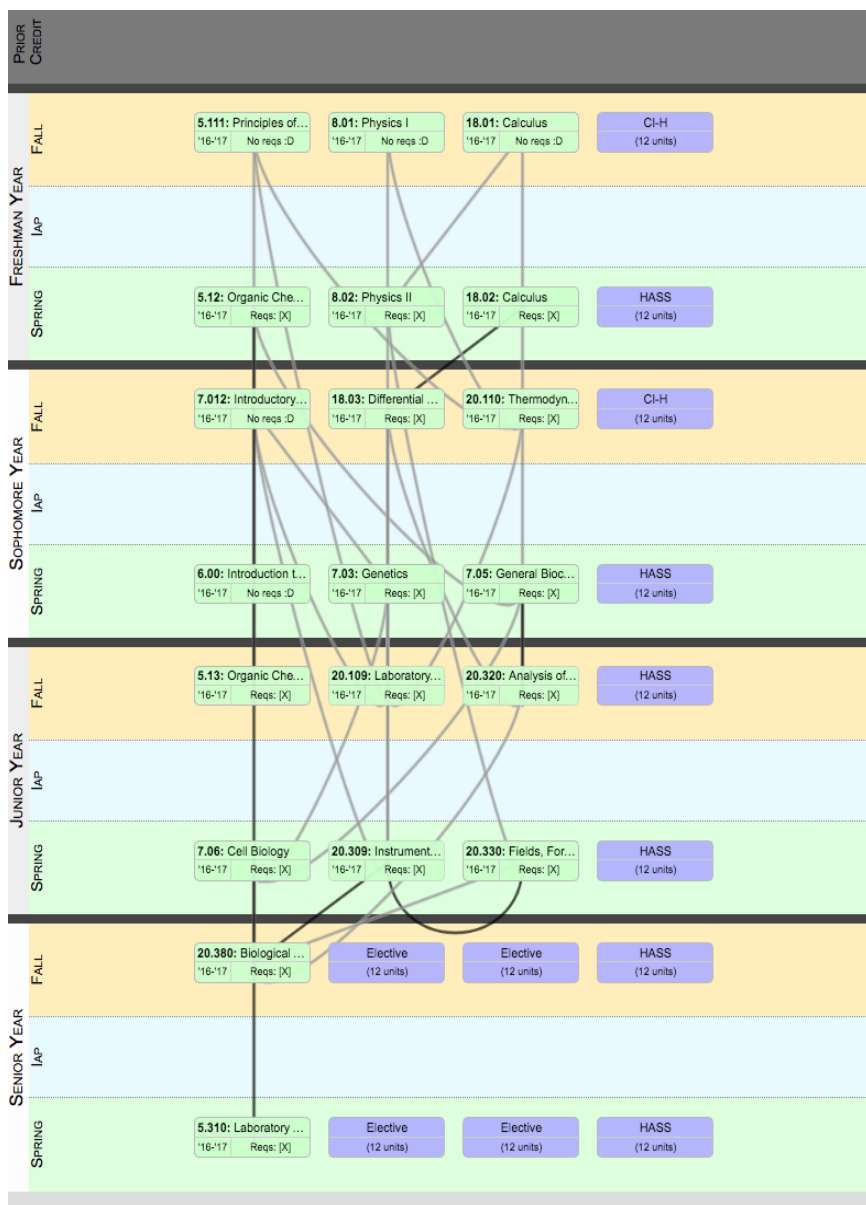 PRIOR
CREDIT
FRESHMAN YEAR
FALL
5.111: Principles of... 8.01: Physics I 18.01: Calculus CI-H
'16-'17 No reqs :D '16-'17 No reqs :D '16-'17 No reqs :D (12 units)
IAP
SPRING
5.12: Organic Che... 8.02: Physics II 18.02: Calculus HASS
'16-'17 Reqs: [X] '16-'17 Reqs: [X] '16-'17 Reqs: [X] (12 units)
SOPHOMORE YEAR
FALL
7.012: Introductory... 18.03: Differential ... 20.110: Thermodyn... CI-H
'16-'17 No reqs :D '16-'17 Reqs: [X] '16-'17 Reqs: [X] (12 units)
IAP
SPRING
6.00: Introduction t... 7.03: Genetics 7.05: General Bioc... HASS
'16-'17 No reqs :D '16-'17 Reqs: [X] '16-'17 Reqs: [X] (12 units)
JUNIOR YEAR
FALL
5.13: Organic Che... 20.109: Laboratory... 20.320: Analysis of... HASS
'16-'17 Reqs: [X] '16-'17 Reqs: [X] '16-'17 Reqs: [X] (12 units)
IAP
SPRING
7.06: Cell Biology 20.309: Instrument... 20.330: Fields, For... HASS
'16-'17 Reqs: [X] '16-'17 Reqs: [X] '16-'17 Reqs: [X] (12 units)
SENIOR YEAR
FALL
20.380: Biological ... Elective Elective HASS
'16-'17 Reqs: [X] (12 units) (12 units) (12 units)
IAP
SPRING
5.310: Laboratory ... Elective Elective HASS
'16-'17 Reqs: [X] (12 units) (12 units) (12 units)